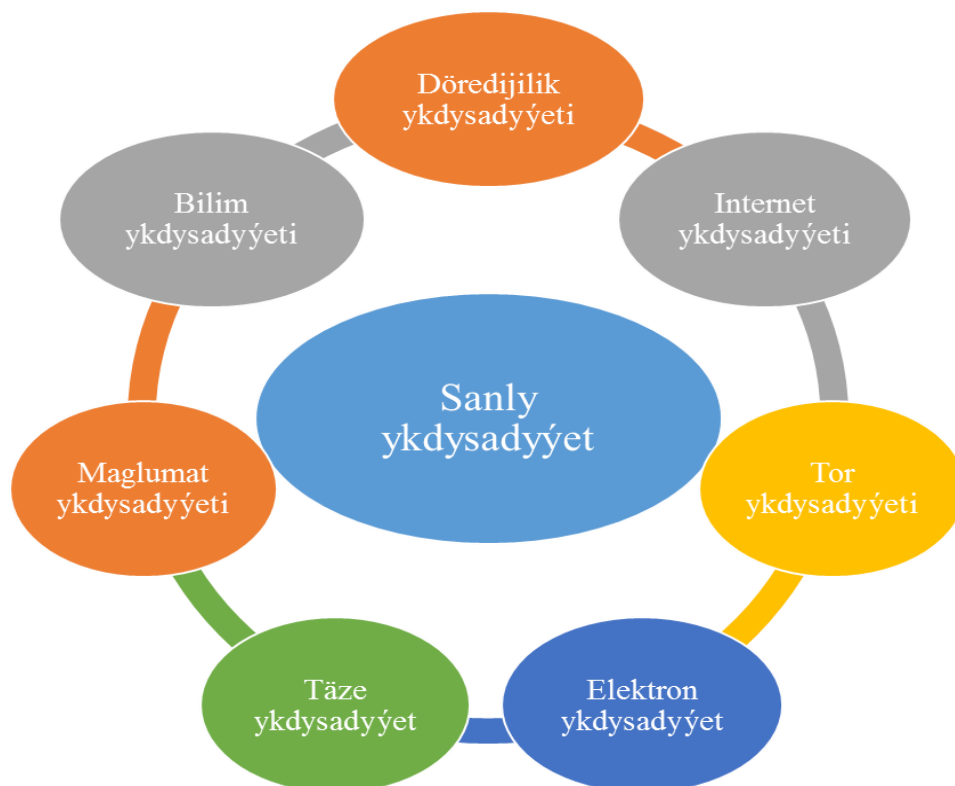 Döredijilik
ykdysadyýeti
Bilim
ykdysadyýeti
Internet
ykdysadyýeti
Sanly
ykdysadyýet
Maglumat
ykdysadyýeti
Tor
ykdysadyýeti
Täze
ykdysadyýet
Elektron
ykdysadyýet